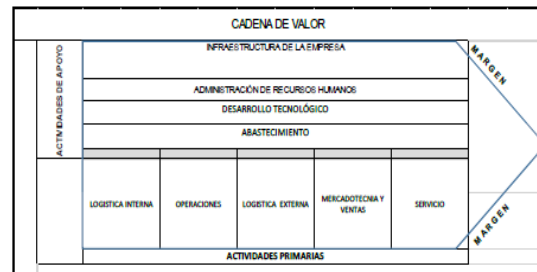 CADENA DE VALOR
ACTIVIDADES DE APOYO
INFRAESTRUCTURA DE LA EMPRESA
ADMINISTRACIÓN DE RECURSOS HUMANOS
DESARROLLO TECNOLÓGICO
ABASTECIMIENTO
MARGEN
LOGISTICA INTERNA
OPERACIONES
LOGISTICA EXTERNA
MERCADOTECNIA Y
VENTAS
SERVICIO
MARGEN
ACTIVIDADES PRIMARIAS